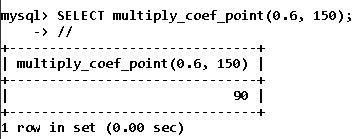 mysql> SELECT multiply_coef_point(0.6, 150);
    -> //
+-------------------------------+
| multiply_coef_point(0.6, 150) |
+-------------------------------+
|                            90 |
+-------------------------------+
1 row in set (0.00 sec)